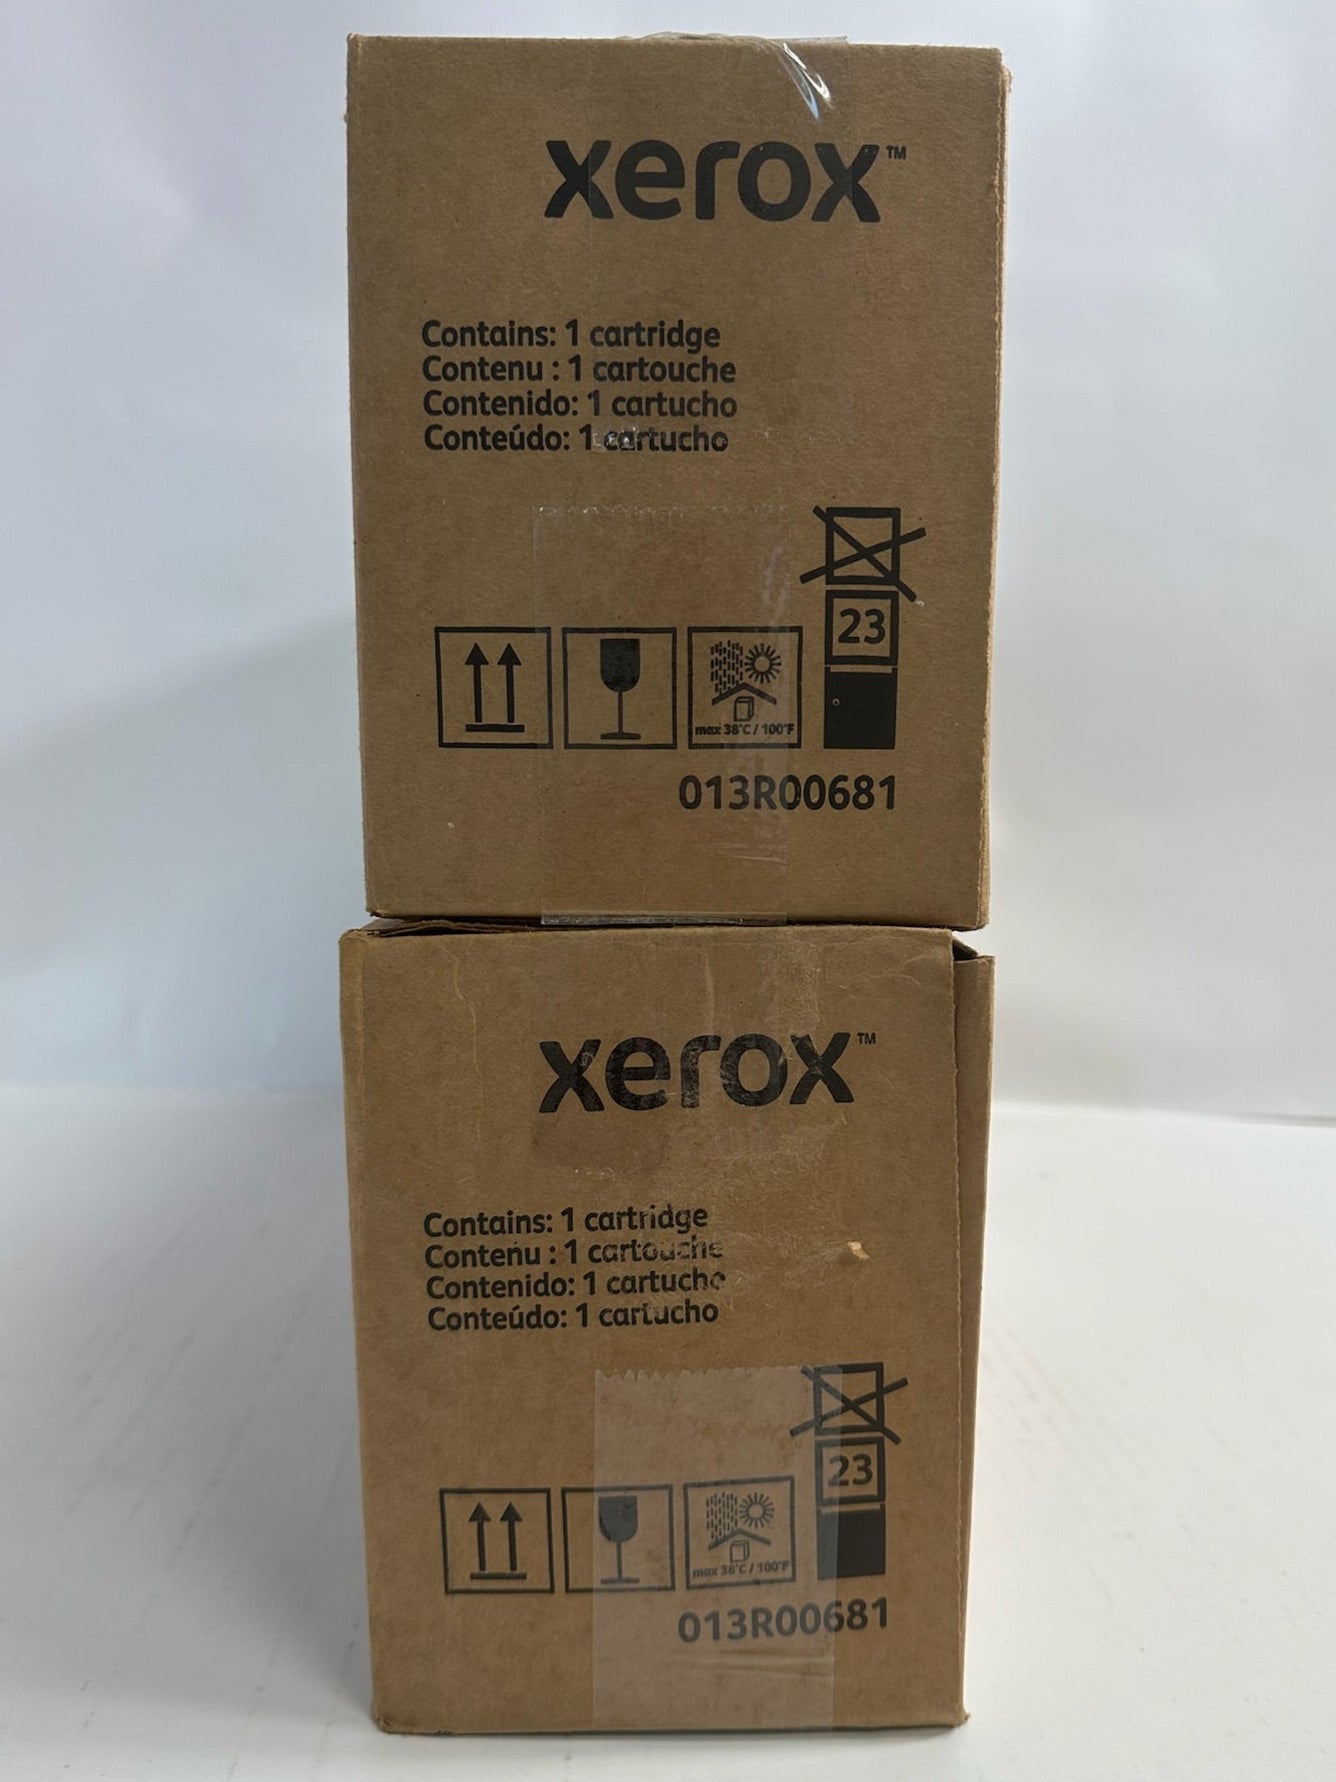 xerox™
Contains: 1 cartridge
Contenu : 1 cartouche
Contenido: 1 cartucho
Conteúdo: 1 cartucho
23
max 38°C / 100°F
013R00681
xerox™
Contains: 1 cartridge
Contenu : 1 cartouche
Contenido: 1 cartucho
Conteúdo: 1 cartucho
23
max 38°C / 100°F
013R00681